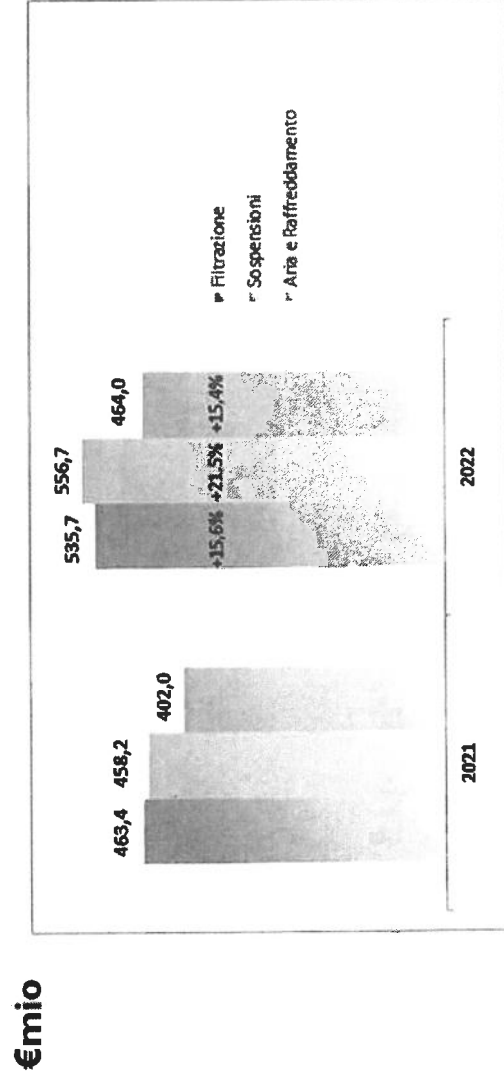 €mio
463,4 458,2 402,0
535,7 556,7 464,0
+15,6% +21,5% +15,4%
2021 2022
Filtrazione
Sospensioni
Aria e Raffreddamento